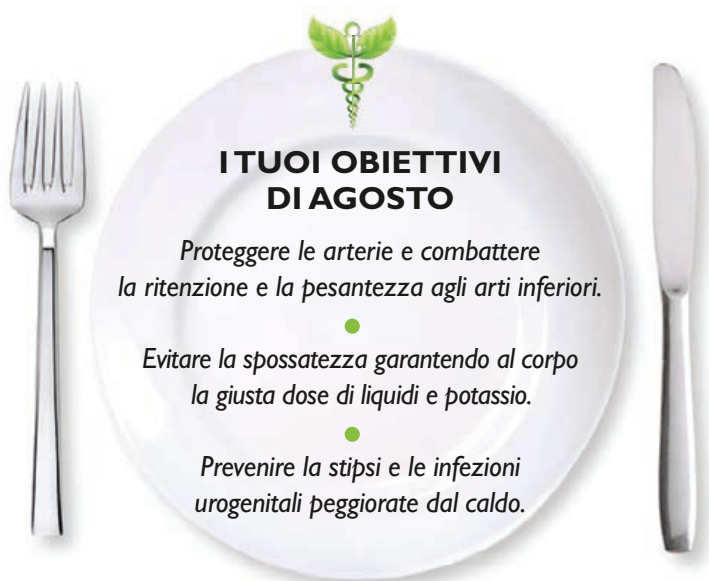 I TUOI OBIETTIVI
DI AGOSTO
Proteggere le arterie e combattere
la ritenzione e la pesantezza agli arti inferiori.
Evitare la spossatezza garantendo al corpo
la giusta dose di liquidi e potassio.
Prevenire la stipsi e le infezioni
urogenitali peggiorate dal caldo.